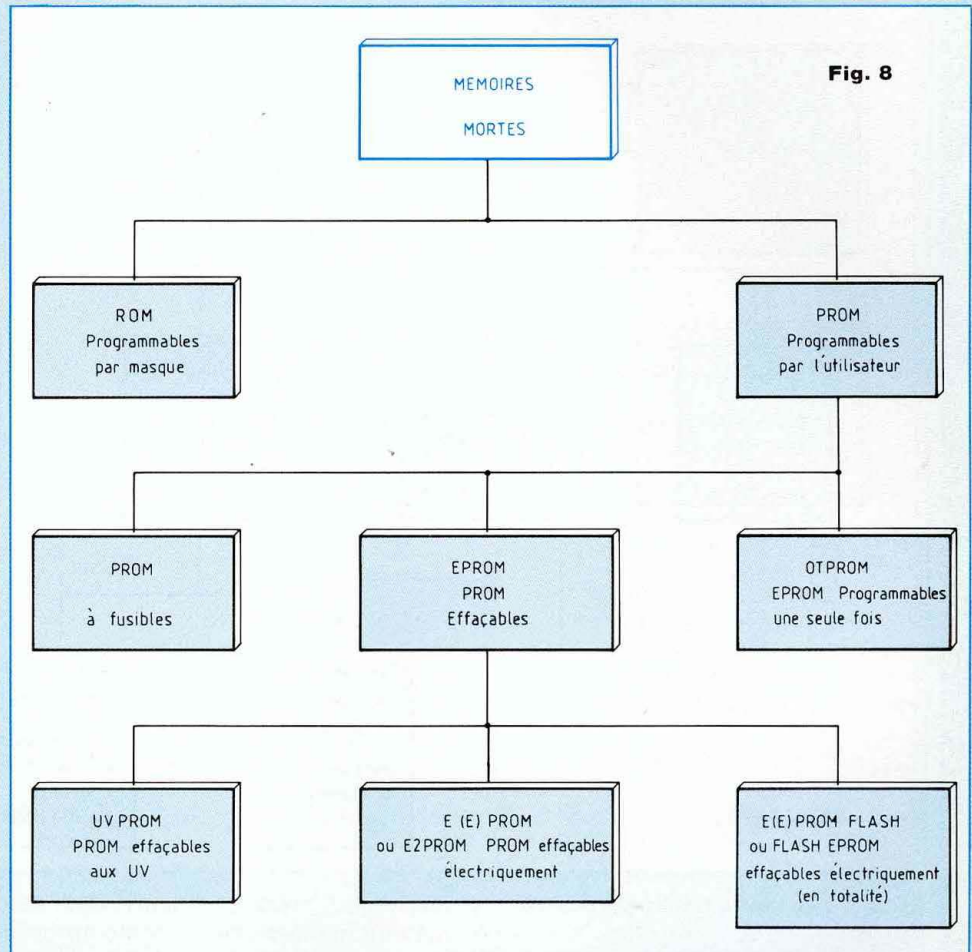 Fig. 8
MEMOIRES
MORTES
ROM
Programmables
par masque
PROM
Programmables
par l'utilisateur
PROM
à fusibles
EPROM
PROM
Effaçables
OTPROM
EPROM Programmables
une seule fois
UV PROM
PROM effaçables
aux UV
E (E) PROM
ou E2PROM PROM effaçables
électriquement
E(E) PROM FLASH
ou FLASH EPROM
effaçables électriquement
(en totalité)